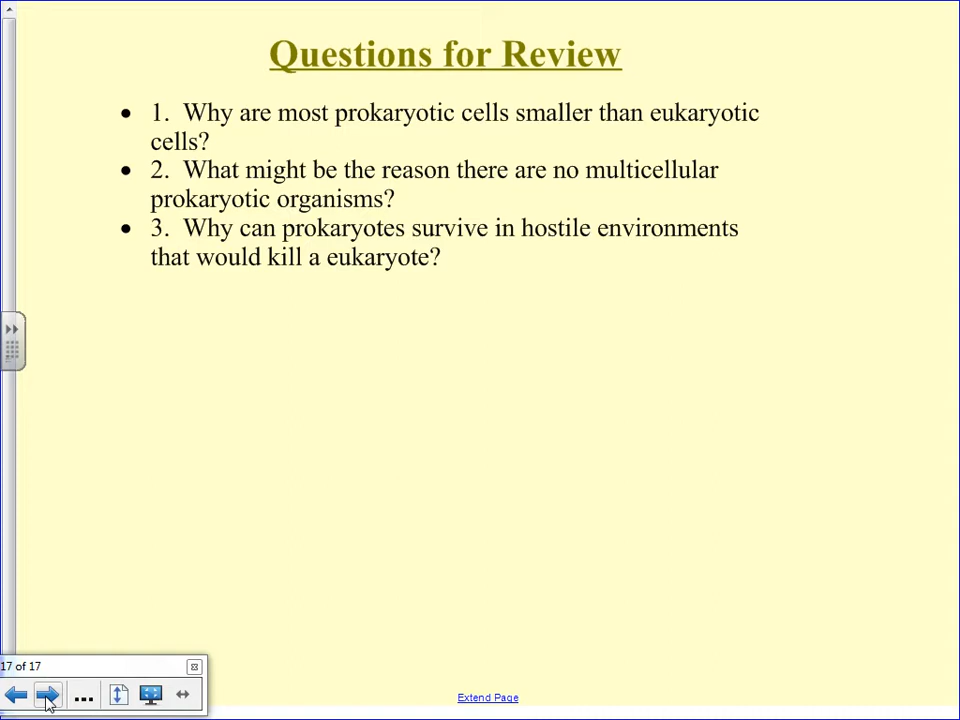 Questions for Review
• 1.  Why are most prokaryotic cells smaller than eukaryotic
cells?
• 2.  What might be the reason there are no multicellular
prokaryotic organisms?
• 3.  Why can prokaryotes survive in hostile environments
that would kill a eukaryote?
17 of 17
...
Extend Page